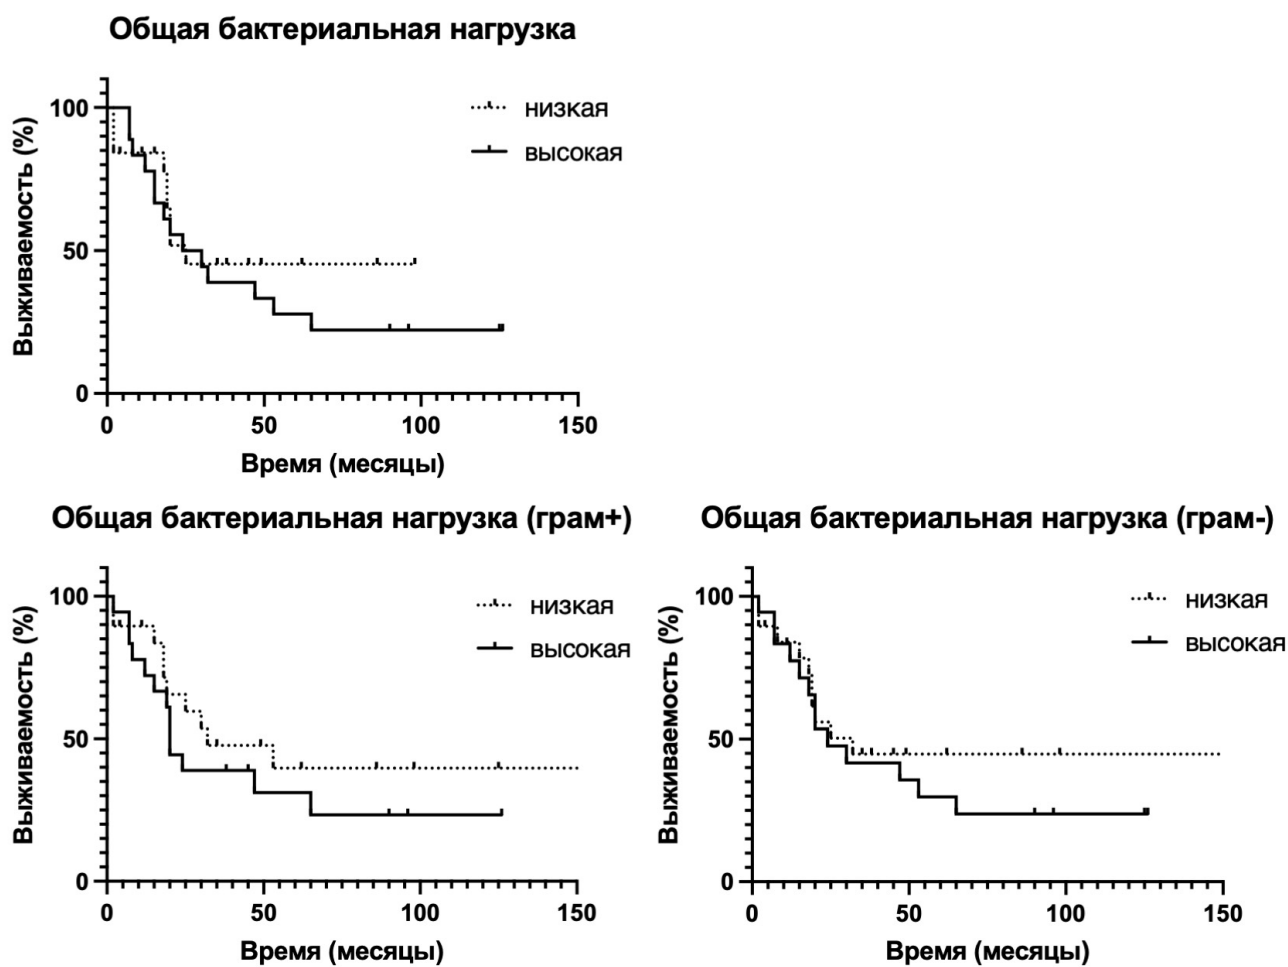 Общая бактериальная нагрузка
Выживаемость (%)
100
50
0
низкая
высокая
0 50 100 150
Время (месяцы)
Общая бактериальная нагрузка (грам+)
Выживаемость (%)
100
50
0
низкая
высокая
0 50 100 150
Время (месяцы)
Общая бактериальная нагрузка (грам-)
Выживаемость (%)
100
50
0
низкая
высокая
0 50 100 150
Время (месяцы)